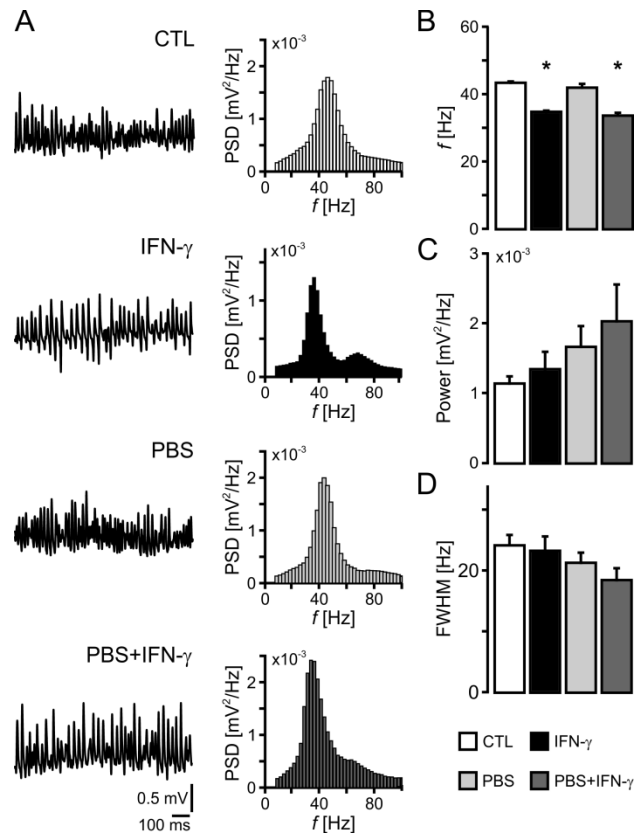 A
CTL
x10⁻³
PSD [mV²/Hz]
2
1
0
0 40 80
f [Hz]
IFN-γ
x10⁻³
PSD [mV²/Hz]
1
0
0 40 80
f [Hz]
PBS
x10⁻³
PSD [mV²/Hz]
2
1
0
0 40 80
f [Hz]
PBS+IFN-γ
x10⁻³
PSD [mV²/Hz]
2
1
0
0 40 80
f [Hz]
0.5 mV
100 ms
B
f [Hz]
60
40
20
0
* *
C
x10⁻³
Power [mV²/Hz]
3
2
1
0
D
FWHM [Hz]
20
0
CTL IFN-γ
PBS PBS+IFN-γ